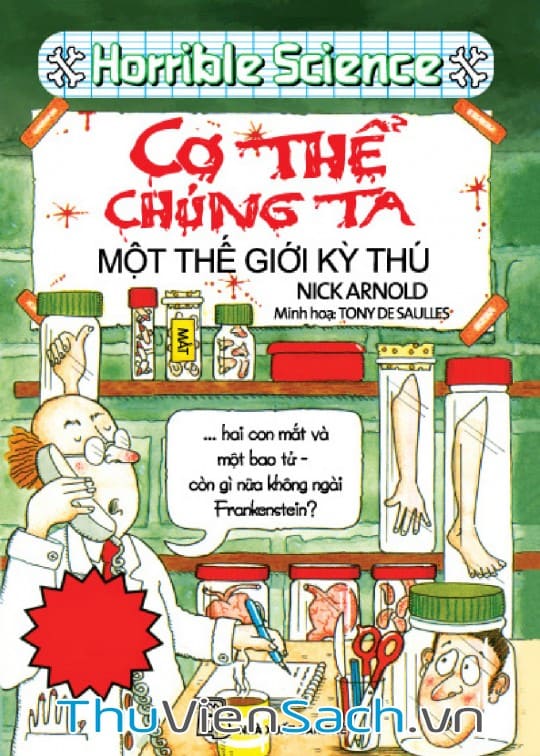 Horrible Science
CƠ THỂ
CHÚNG TA
MỘT THẾ GIỚI KỲ THÚ
NICK ARNOLD
Minh hoạ: TONY DE SAULLES
MẮT
... hai con mắt và
một bao tử -
còn gì nữa không ngài
Frankenstein?
ThuVienSach.vn